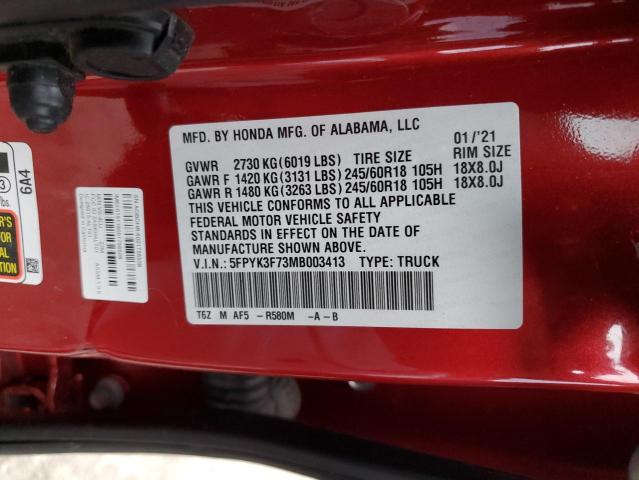 MFD. BY HONDA MFG. OF ALABAMA, LLC
01/'21
GVWR 2730 KG(6019 LBS) TIRE SIZE RIM SIZE
GAWR F 1420 KG(3131 LBS) 245/60R18 105H 18X8.0J
GAWR R 1480 KG(3263 LBS) 245/60R18 105H 18X8.0J
THIS VEHICLE CONFORMS TO ALL APPLICABLE
FEDERAL MOTOR VEHICLE SAFETY
STANDARDS IN EFFECT ON THE DATE OF
MANUFACTURE SHOWN ABOVE.
V.I.N.: 5FPYK3F73MB003413 TYPE: TRUCK
T6Z M AF5 -R580M -A-B
6A4
3
lbs.